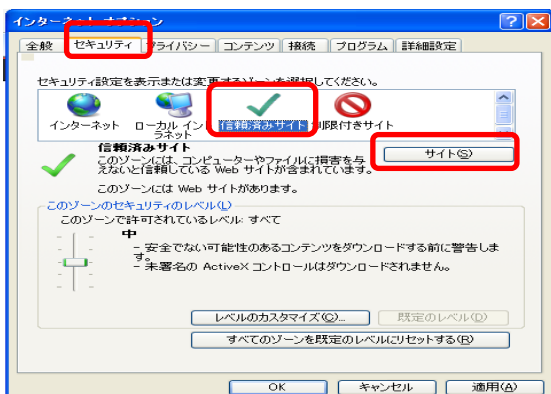 インターネット オプション
全般 セキュリティ プライバシー コンテンツ 接続 プログラム 詳細設定
セキュリティ設定を表示または変更するゾーンを選択してください。
インターネット ローカル イントラネット 信頼済みサイト 制限付きサイト
信頼済みサイト
サイト(S)
このゾーンには、コンピューターやファイルに損害を与
えないと信頼している Web サイトが含まれています。
このゾーンには Web サイトがあります。
このゾーンのセキュリティのレベル(L)
このゾーンで許可されているレベル: すべて
中
- 安全でない可能性のあるコンテンツをダウンロードする前に警告しま
す。
- 未署名の ActiveX コントロールはダウンロードされません。
レベルのカスタマイズ(C)... 既定のレベル(D)
すべてのゾーンを既定のレベルにリセットする(R)
OK キャンセル 適用(A)